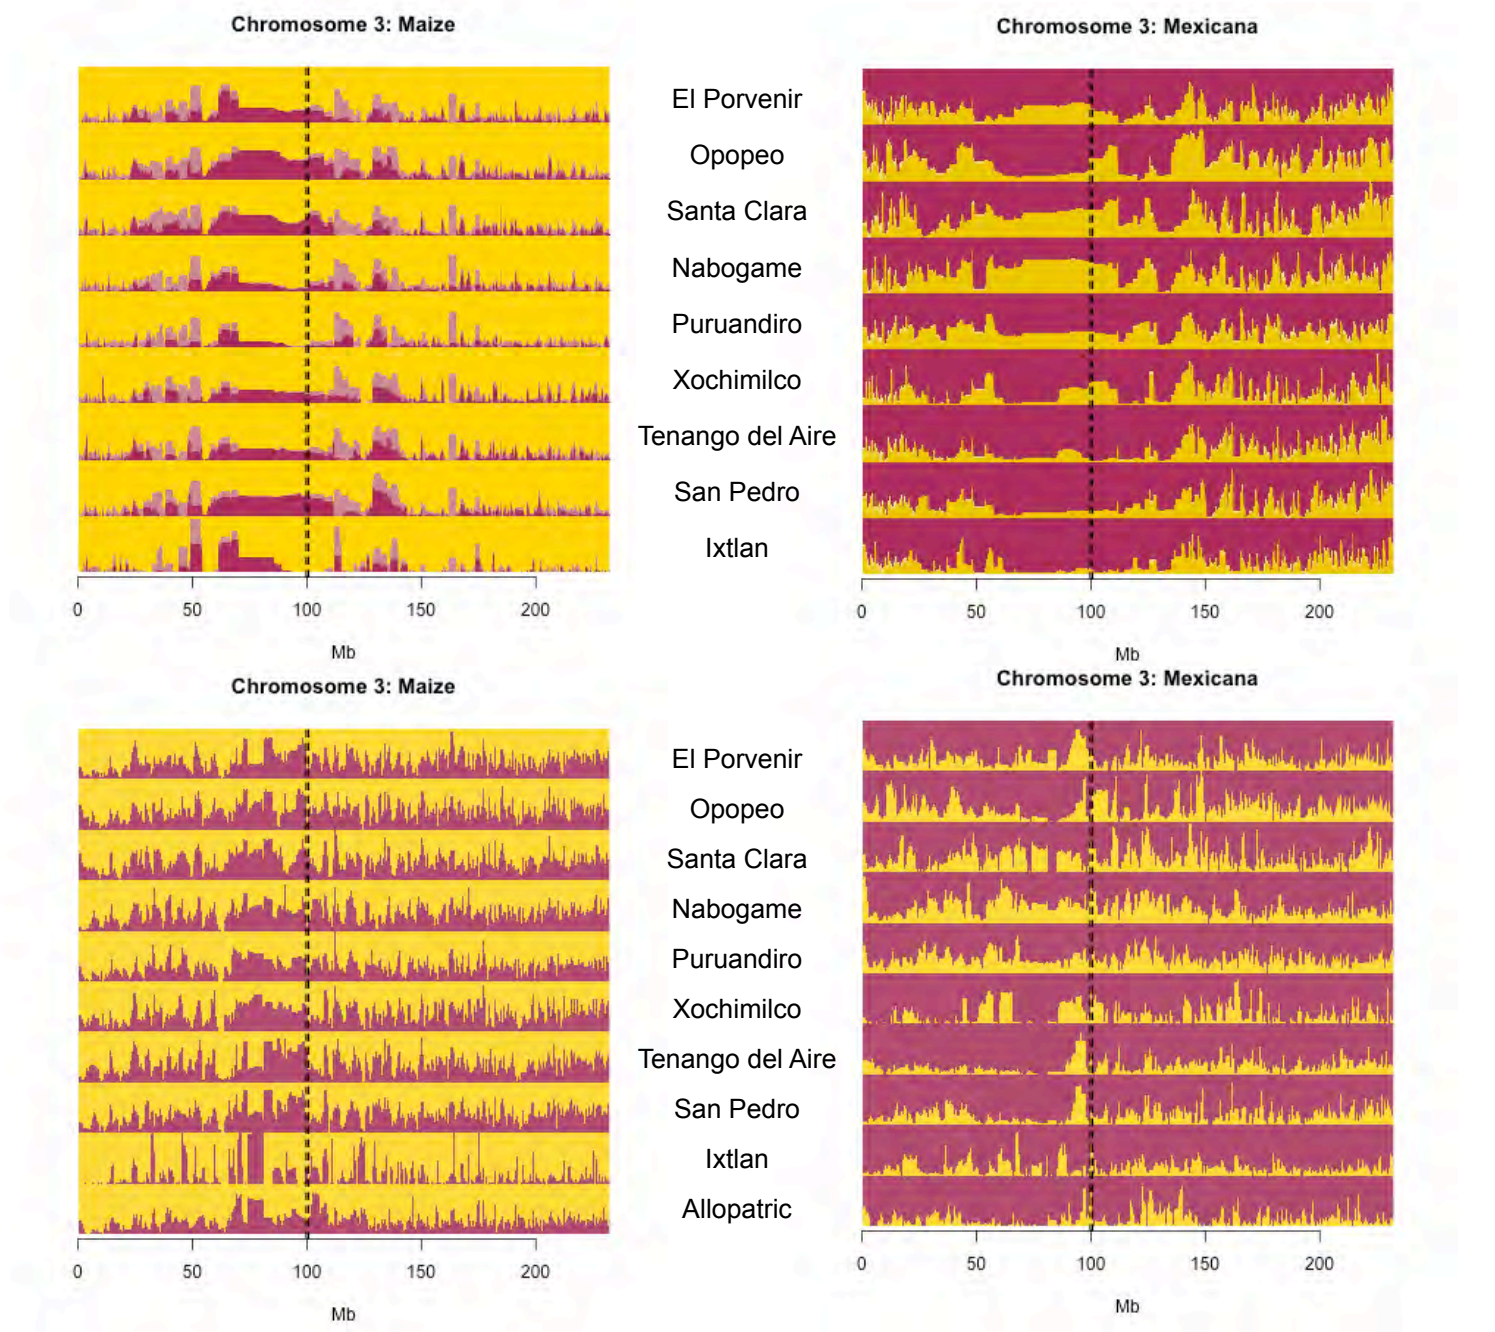 Chromosome 3: Maize
Chromosome 3: Mexicana
El Porvenir
Opopeo
Santa Clara
Nabogame
Puruandiro
Xochimilco
Tenango del Aire
San Pedro
Ixtlan
0 50 100 150 200
Mb
0 50 100 150 200
Mb
Chromosome 3: Maize
Chromosome 3: Mexicana
El Porvenir
Opopeo
Santa Clara
Nabogame
Puruandiro
Xochimilco
Tenango del Aire
San Pedro
Ixtlan
Allopatric
0 50 100 150 200
Mb
0 50 100 150 200
Mb